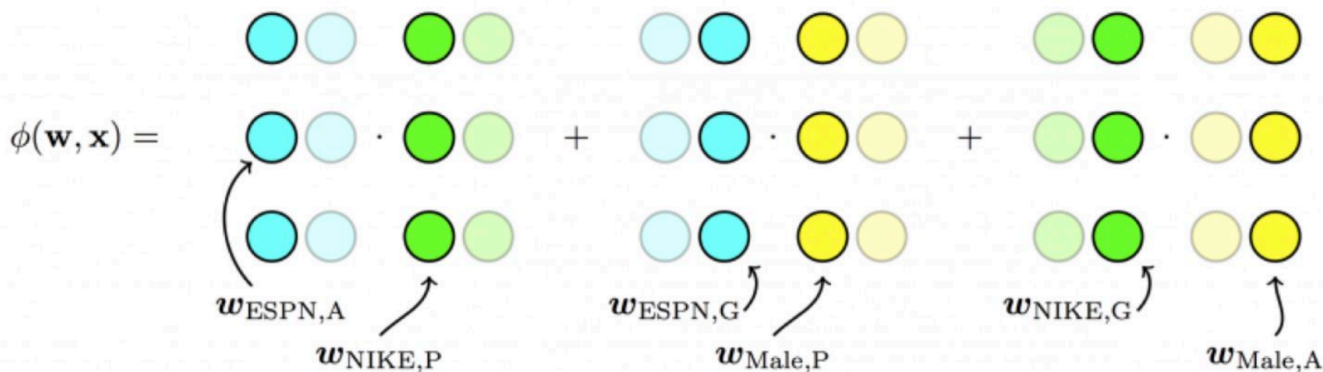 ϕ(w, x) = · + · + ·
w_ESPN,A w_ESPN,G w_NIKE,G
w_NIKE,P w_Male,P w_Male,A